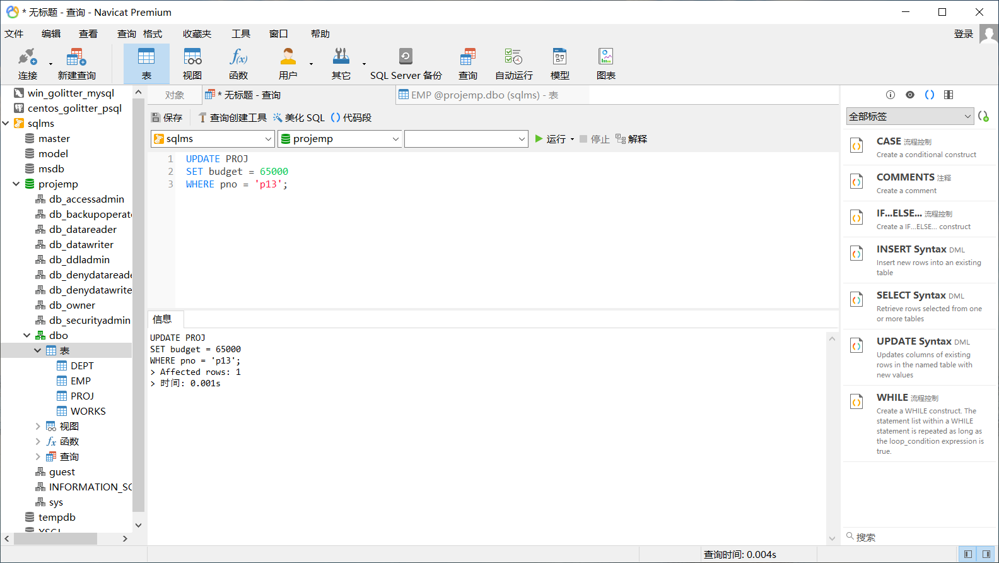 * 无标题 - 查询 - Navicat Premium
文件 编辑 查看 查询 格式 收藏夹 工具 窗口 帮助 登录
连接 新建查询 表 视图 函数 用户 其它 SQL Server 备份 查询 自动运行 模型 图表
win_golitter_mysql
centos_golitter_psql
sqlms
master
model
msdb
projemp
db_accessadmin
db_backupoperat
db_datareader
db_datawriter
db_ddladmin
db_denydatareade
db_denydatawrite
db_owner
db_securityadmin
dbo
表
DEPT
EMP
PROJ
WORKS
视图
函数
查询
guest
INFORMATION_SC
sys
tempdb
对象 * 无标题 - 查询 EMP @projemp.dbo (sqlms) - 表
保存 查询创建工具 美化 SQL 代码段
sqlms projemp 运行 停止 解释
1 UPDATE PROJ
2 SET budget = 65000
3 WHERE pno = 'p13';
信息
UPDATE PROJ
SET budget = 65000
WHERE pno = 'p13';
> Affected rows: 1
> 时间: 0.001s
全部标签
CASE 流程控制
Create a conditional construct
COMMENTS 注释
Create a comment
IF...ELSE... 流程控制
Create a IF...ELSE... construct
INSERT Syntax DML
Insert new rows into an existing
table
SELECT Syntax DML
Retrieve rows selected from one
or more tables
UPDATE Syntax DML
Updates columns of existing
rows in the named table with
new values
WHILE 流程控制
Create a WHILE construct. The
statement list within a WHILE
statement is repeated as long as
the loop_condition expression is
true.
搜索
查询时间: 0.004s